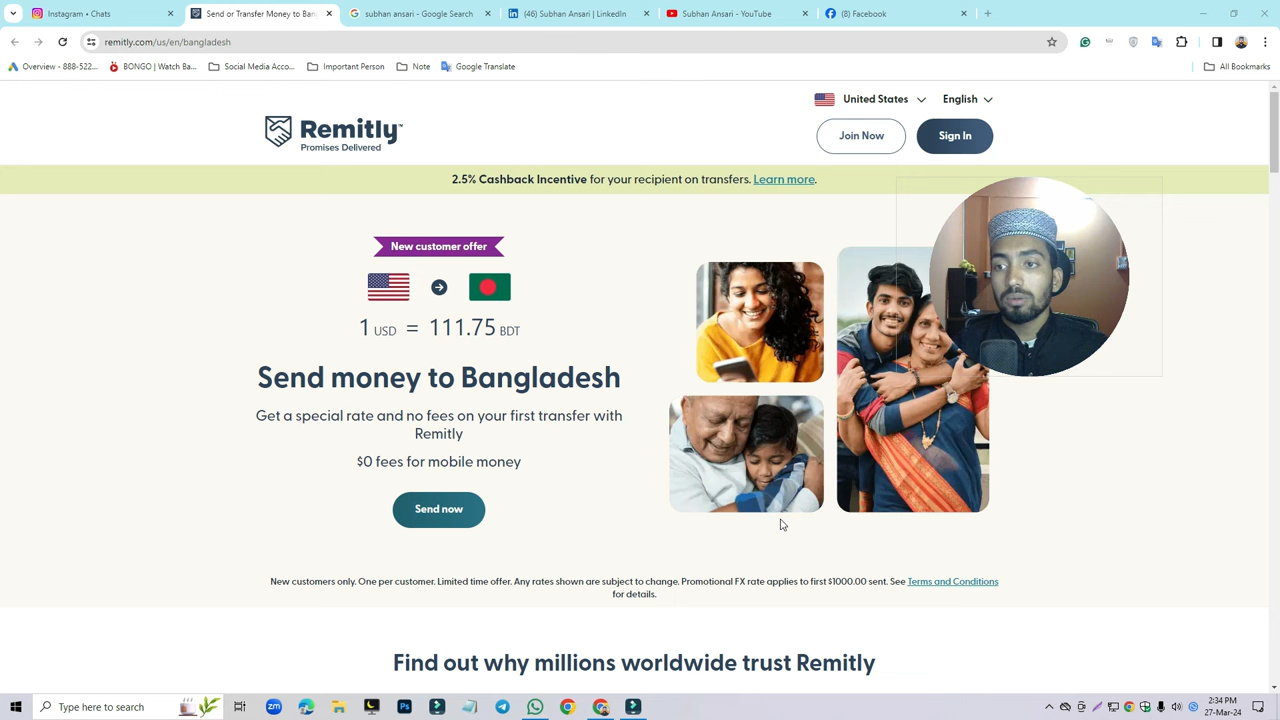 Instagram • Chats
Send or Transfer Money to Ban
subhan ansari - Google Search
(46) Subhan Ansari | LinkedIn
Subhan Ansari - YouTube
(8) Facebook
remitly.com/us/en/bangladesh
Overview - 888-522...
BONGO | Watch Ba...
Social Media Acco...
Important Person
Note
Google Translate
All Bookmarks
United States
English
Remitly™
Promises Delivered
Join Now
Sign In
2.5% Cashback Incentive for your recipient on transfers. Learn more.
New customer offer
1 USD = 111.75 BDT
Send money to Bangladesh
Get a special rate and no fees on your first transfer with
Remitly
$0 fees for mobile money
Send now
New customers only. One per customer. Limited time offer. Any rates shown are subject to change. Promotional FX rate applies to first $1000.00 sent. See Terms and Conditions
for details.
Find out why millions worldwide trust Remitly
Type here to search
zm
Ps
2:34 PM
27-Mar-24